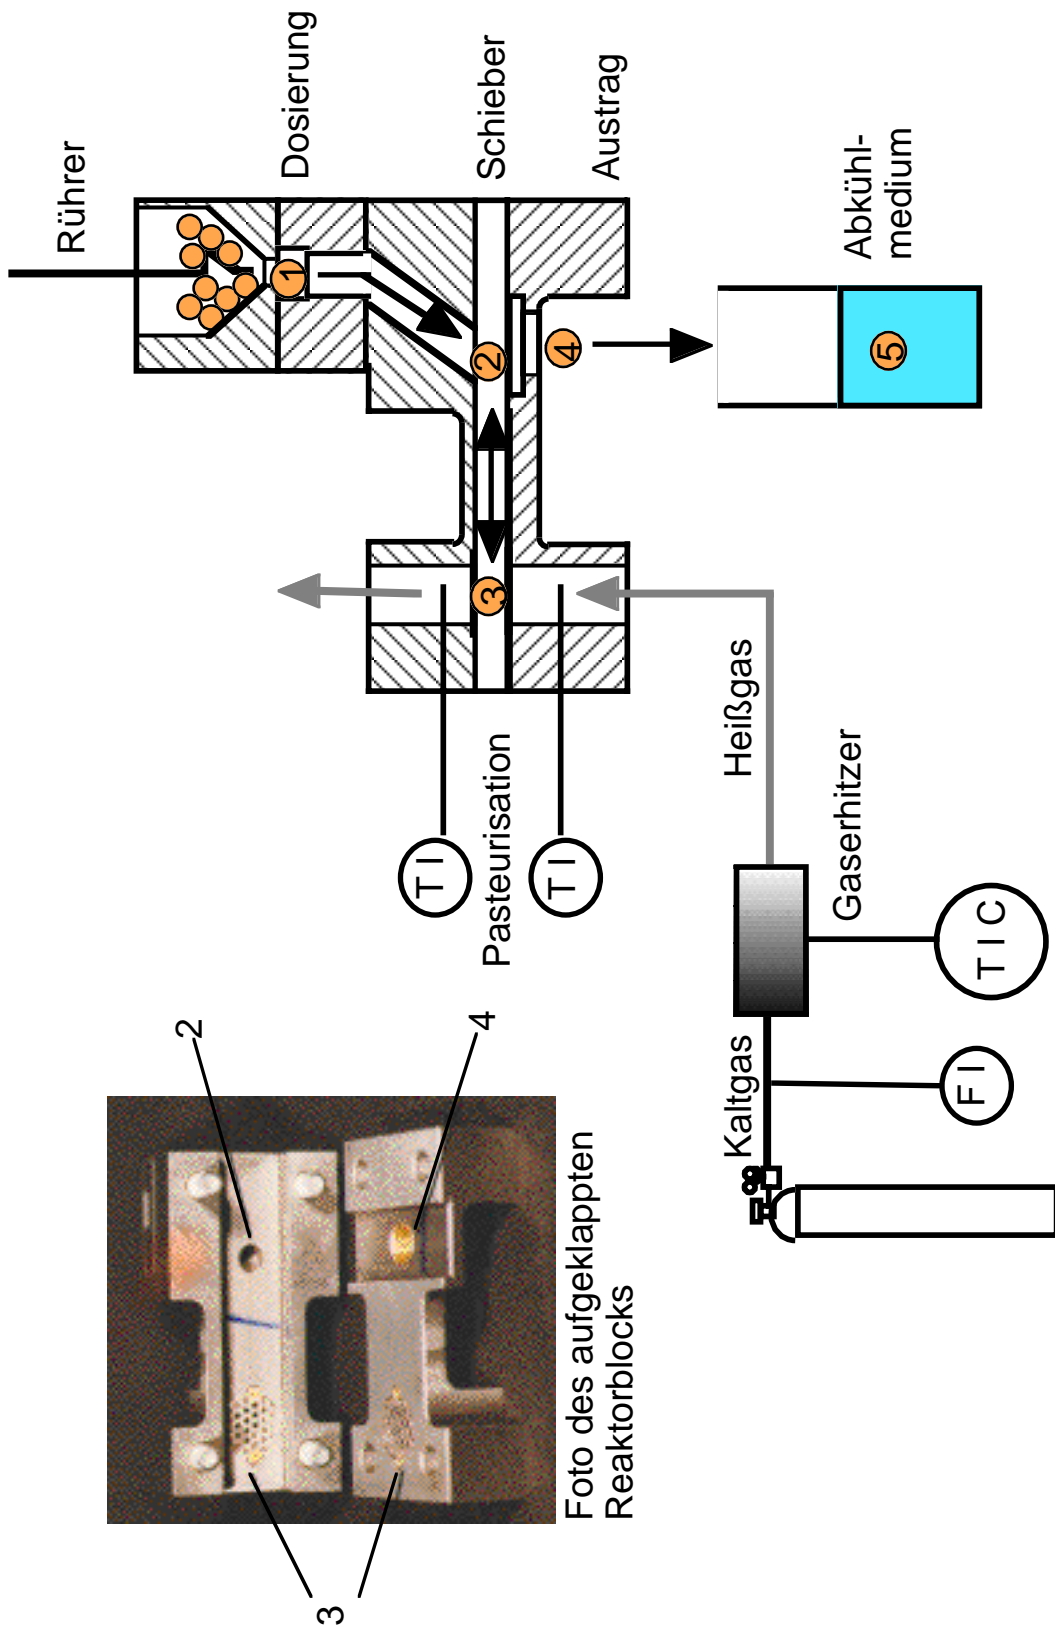 Rührer
Dosierung
Schieber
Austrag
Abkühl-
medium
1
2
3
4
5
T I
Pasteurisation
T I
Heißgas
Gaserhitzer
T I C
Kaltgas
F I
2
4
3
Foto des aufgeklappten
Reaktorblocks